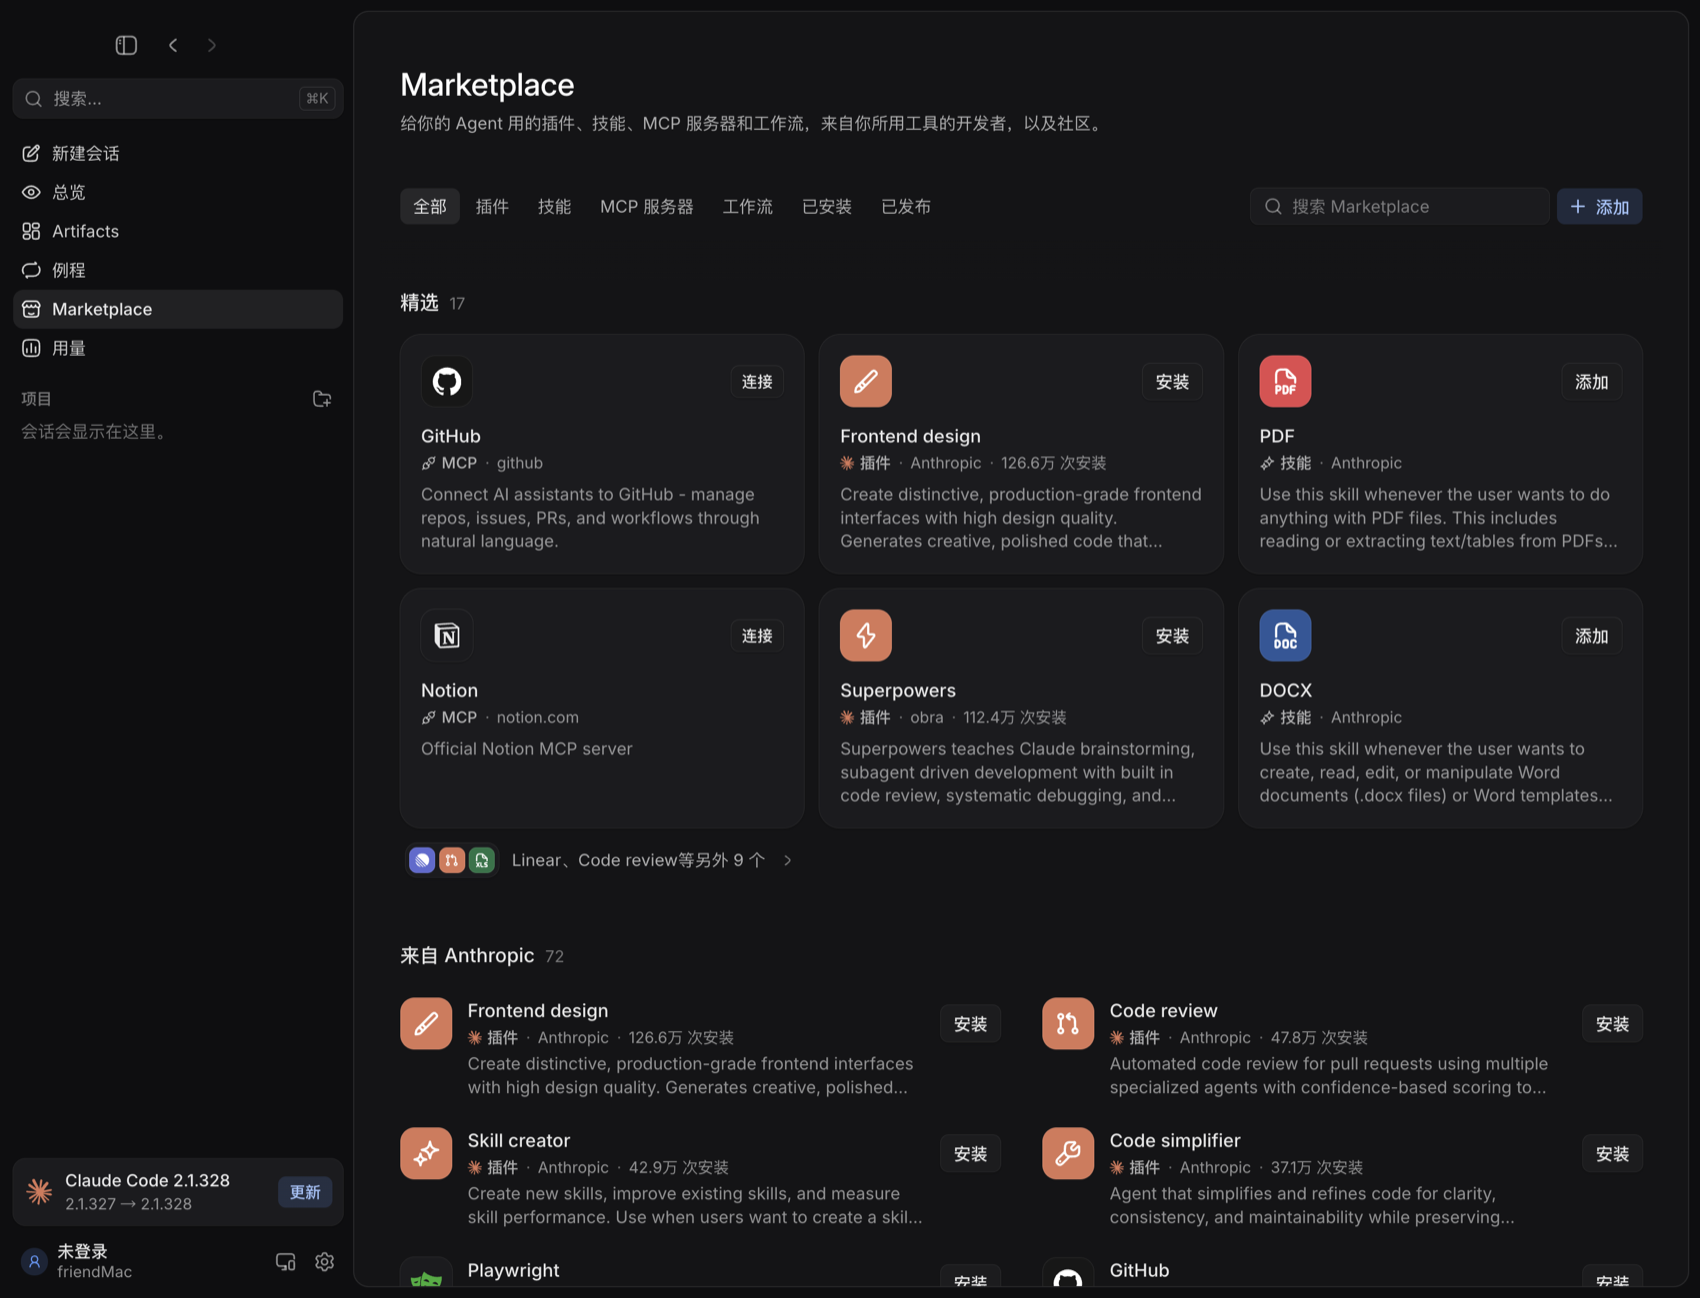 搜索...
⌘K
新建会话
总览
Artifacts
例程
Marketplace
用量
项目
会话会显示在这里。
Claude Code 2.1.328
2.1.327 → 2.1.328
更新
未登录
friendMac
Marketplace
给你的 Agent 用的插件、技能、MCP 服务器和工作流，来自你所用工具的开发者，以及社区。
全部
插件
技能
MCP 服务器
工作流
已安装
已发布
搜索 Marketplace
添加
精选 17
连接
GitHub
MCP · github
Connect AI assistants to GitHub - manage
repos, issues, PRs, and workflows through
natural language.
安装
Frontend design
插件 · Anthropic · 126.6万 次安装
Create distinctive, production-grade frontend
interfaces with high design quality.
Generates creative, polished code that...
PDF
添加
PDF
技能 · Anthropic
Use this skill whenever the user wants to do
anything with PDF files. This includes
reading or extracting text/tables from PDFs...
连接
Notion
MCP · notion.com
Official Notion MCP server
安装
Superpowers
插件 · obra · 112.4万 次安装
Superpowers teaches Claude brainstorming,
subagent driven development with built in
code review, systematic debugging, and...
DOC
添加
DOCX
技能 · Anthropic
Use this skill whenever the user wants to
create, read, edit, or manipulate Word
documents (.docx files) or Word templates...
XLS
Linear、Code review等另外 9 个
来自 Anthropic 72
Frontend design
插件 · Anthropic · 126.6万 次安装
Create distinctive, production-grade frontend interfaces
with high design quality. Generates creative, polished...
安装
Code review
插件 · Anthropic · 47.8万 次安装
Automated code review for pull requests using multiple
specialized agents with confidence-based scoring to...
安装
Skill creator
插件 · Anthropic · 42.9万 次安装
Create new skills, improve existing skills, and measure
skill performance. Use when users want to create a skil...
安装
Code simplifier
插件 · Anthropic · 37.1万 次安装
Agent that simplifies and refines code for clarity,
consistency, and maintainability while preserving...
安装
Playwright
安装
GitHub
安装